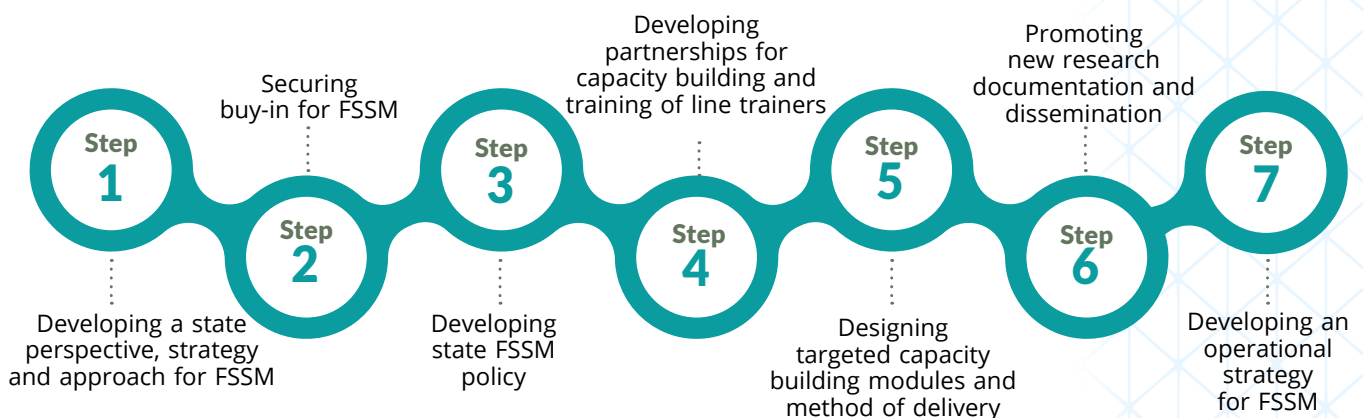 Step
1
Developing a state
perspective, strategy
and approach for FSSM
Securing
buy-in for FSSM
Step
2
Step
3
Developing
state FSSM
policy
Developing
partnerships for
capacity building and
training of line trainers
Step
4
Step
5
Designing
targeted capacity
building modules and
method of delivery
Promoting
new research
documentation and
dissemination
Step
6
Step
7
Developing an
operational
strategy
for FSSM